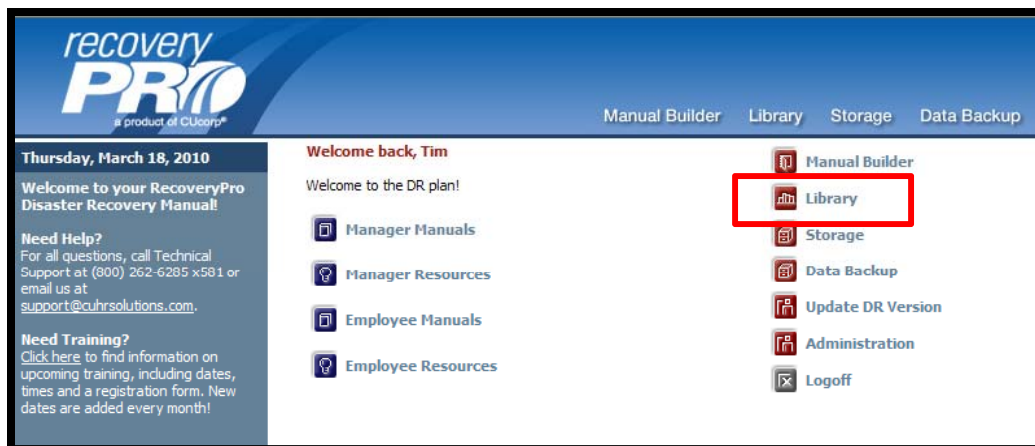 recovery
PRO
a product of CUcorp®
Manual Builder Library Storage Data Backup
Thursday, March 18, 2010
Welcome to your RecoveryPro
Disaster Recovery Manual!
Need Help?
For all questions, call Technical
Support at (800) 262-6285 x581 or
email us at
support@cuhrsolutions.com.
Need Training?
Click here to find information on
upcoming training, including dates,
times and a registration form. New
dates are added every month!
Welcome back, Tim
Welcome to the DR plan!
Manager Manuals
Manager Resources
Employee Manuals
Employee Resources
Manual Builder
Library
Storage
Data Backup
Update DR Version
Administration
Logoff